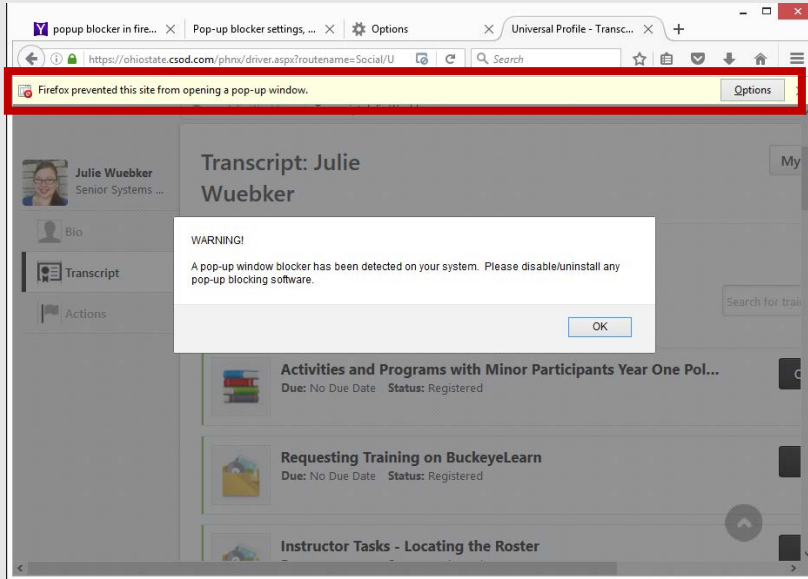 popup blocker in fire...
Pop-up blocker settings, ...
Options
Universal Profile - Transc...
https://ohiostate.csod.com/phnx/driver.aspx?routename=Social/U
Search
Firefox prevented this site from opening a pop-up window.
Options
Julie Wuebker
Senior Systems ...
Bio
Transcript
Actions
Transcript: Julie
Wuebker
My
WARNING!
A pop-up window blocker has been detected on your system. Please disable/uninstall any
pop-up blocking software.
OK
Search for train
Activities and Programs with Minor Participants Year One Pol...
Due: No Due Date Status: Registered
Requesting Training on BuckeyeLearn
Due: No Due Date Status: Registered
Instructor Tasks - Locating the Roster